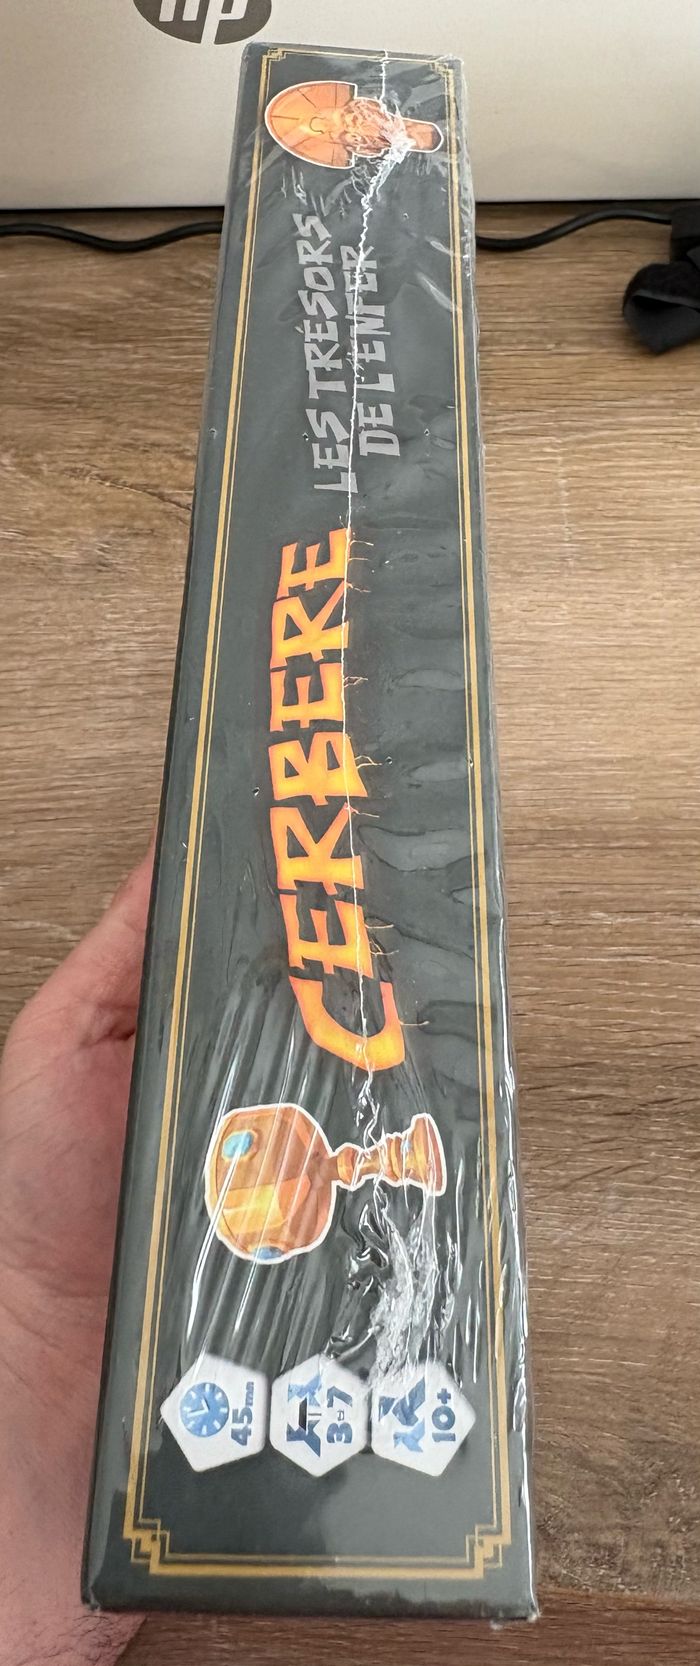 hp
LES TRÉSORS
DE L'ENFER
CERBERE
45mn
3-7
10+